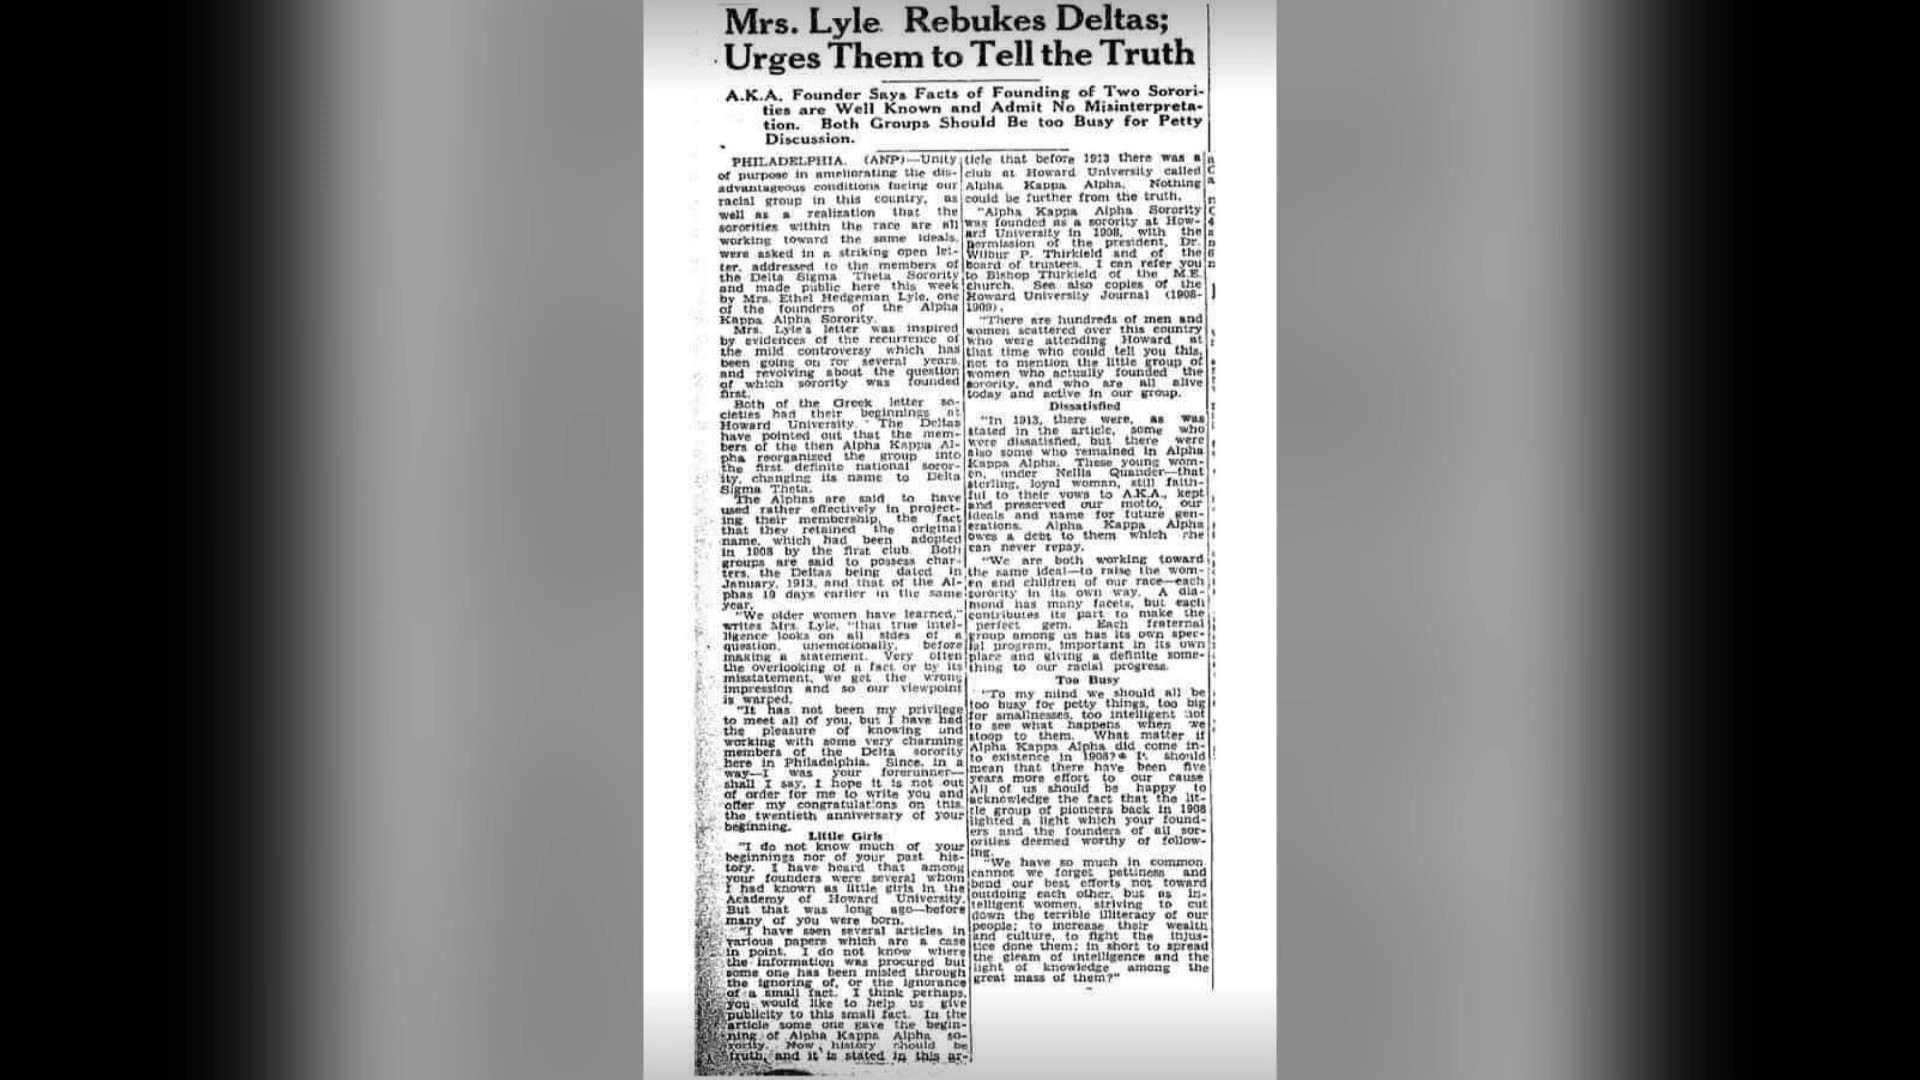 Mrs. Lyle Rebukes Deltas;
Urges Them to Tell the Truth
A.K.A. Founder Says Facts of Founding of Two Sorori-
ties are Well Known and Admit No Misinterpreta-
tion. Both Groups Should Be too Busy for Petty
Discussion.
PHILADELPHIA. (ANP)—Unity
of purpose in ameliorating the dis-
advantageous conditions facing our
racial group in this country, as
well as a realization that the
sororities within the race are all
working toward the same ideals,
were asked in a striking open let-
ter, addressed to the members of
the Delta Sigma Theta Sorority
and made public here this week
by Mrs. Ethel Hedgeman Lyle, one
of the founders of the Alpha
Kappa Alpha Sorority.
Mrs. Lyle's letter was inspired
by evidences of the recurrence of
the mild controversy which has
been going on for several years,
and revolving about the question
of which sorority was founded
first.
Both of the Greek letter so-
cieties had their beginnings at
Howard University. The Deltas
have pointed out that the mem-
bers of the then Alpha Kappa Al-
pha reorganized the group into
the first definite national soror-
ity, changing its name to Delta
Sigma Theta.
The Alphas are said to have
used rather effectively in project-
ing their membership, the fact
that they retained the original
name, which had been adopted
in 1908 by the first club. Both
groups are said to possess char-
ters, the Deltas being dated in
January, 1913, and that of the Al-
phas 19 days earlier in the same
year.
"We older women have learned,"
writes Mrs. Lyle, "that true intel-
ligence looks on all sides of a
question, unemotionally, before
making a statement. Very often
the overlooking of a fact or by its
misstatement, we get the wrong
impression and so our viewpoint
is warped.
"It has not been my privilege
to meet all of you, but I have had
the pleasure of knowing and
working with some very charming
members of the Delta sorority
here in Philadelphia. Since, in a
way—I was your forerunner—
shall I say, I hope it is not out
of order for me to write you and
offer my congratulations on this,
the twentieth anniversary of your
beginning.
Little Girls
"I do not know much of your
beginnings nor of your past his-
tory. I have heard that among
your founders were several whom
I had known as little girls in the
Academy of Howard University.
But that was long ago—before
many of you were born.
"I have seen several articles in
various papers which are a case
in point. I do not know where
the information was procured but
some one has been misled through
the ignoring of, or the ignorance
of a small fact. I think perhaps,
you would like to help us give
publicity to this small fact. In the
article some one gave the begin-
ning of Alpha Kappa Alpha so-
rority. Now history should be
truth, and it is stated in this ar-
ticle that before 1913 there was a
club at Howard University called
Alpha Kappa Alpha. Nothing
could be further from the truth.
"Alpha Kappa Alpha Sorority
was founded as a sorority at How-
ard University in 1908, with the
permission of the president, Dr.
Wilbur P. Thirkield and of the
board of trustees. I can refer you
to Bishop Thirkield of the M.E.
church. See also copies of the
Howard University Journal (1908-
1909).
"There are hundreds of men and
women scattered over this country
who were attending Howard at
that time who could tell you this,
not to mention the little group of
women who actually founded the
sorority, and who are all alive
today and active in our group.
Dissatisfied
"In 1913, there were, as was
stated in the article, some who
were dissatisfied, but there were
also some who remained in Alpha
Kappa Alpha. These young wom-
en, under Nellia Quander—that
sterling, loyal woman, still faith-
ful to their vows to A.K.A., kept
and preserved our motto, our
ideals and name for future gen-
erations. Alpha Kappa Alpha
owes a debt to them which she
can never repay.
"We are both working toward
the same ideal—to raise the wom-
en and children of our race—each
sorority in its own way. A dia-
mond has many facets, but each
contributes its part to make the
perfect gem. Each fraternal
group among us has its own spec-
ial program, important in its own
place and giving a definite some-
thing to our racial progress.
Too Busy
"To my mind we should all be
too busy for petty things, too big
for smallnesses, too intelligent not
to see what happens when we
stoop to them. What matter if
Alpha Kappa Alpha did come in-
to existence in 1908? It should
mean that there have been five
years more effort to our cause
All of us should be happy to
acknowledge the fact that the lit-
tle group of pioneers back in 1908
lighted a light which your found-
ers and the founders of all sor-
orities deemed worthy of follow-
ing.
"We have so much in common
cannot we forget pettiness and
bend our best efforts not toward
outdoing each other, but as in-
telligent women, striving to cut
down the terrible illiteracy of our
people; to increase their wealth
and culture, to fight the injus-
tice done them; in short to spread
the gleam of intelligence and the
light of knowledge among the
great mass of them?"